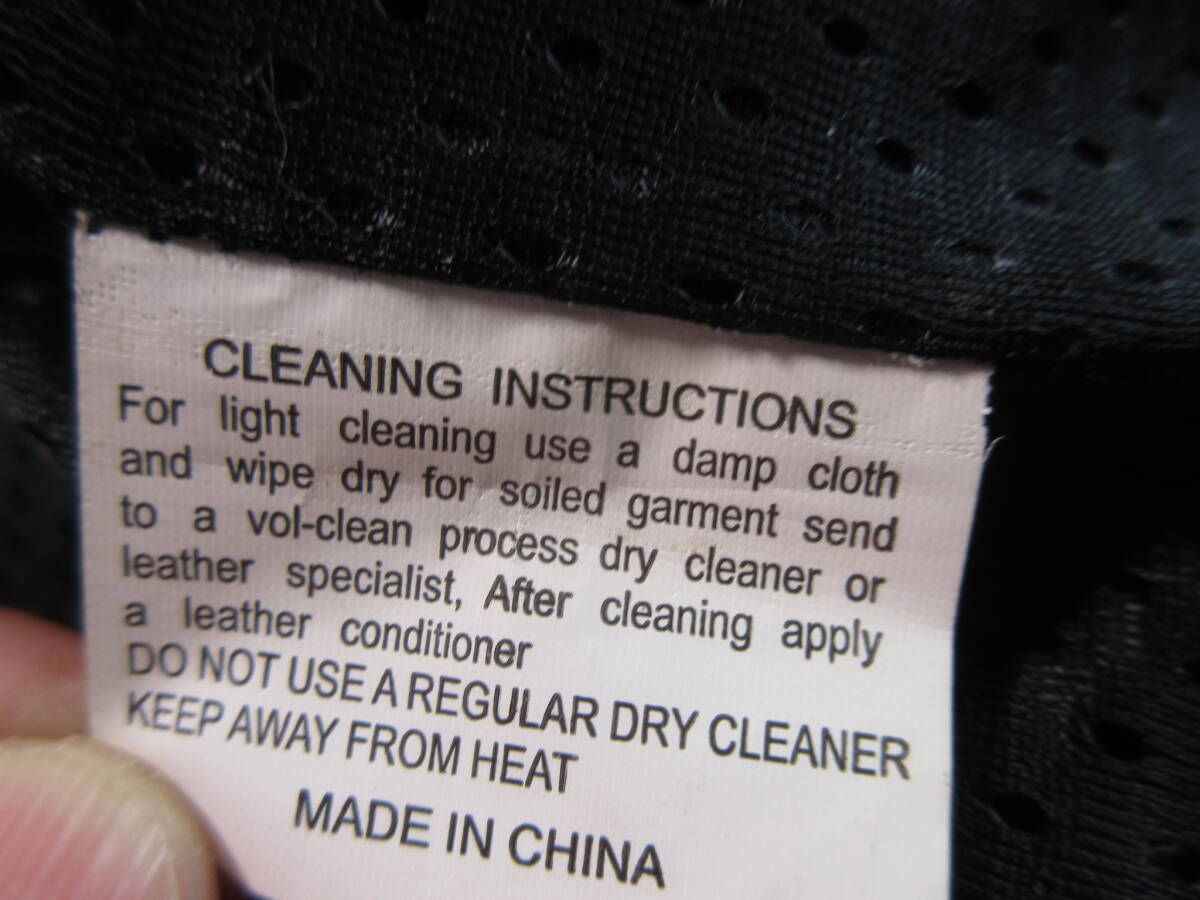 CLEANING INSTRUCTIONS
For light cleaning use a damp cloth
and wipe dry for soiled garment send
to a vol-clean process dry cleaner or
leather specialist, After cleaning apply
a leather conditioner
DO NOT USE A REGULAR DRY CLEANER
KEEP AWAY FROM HEAT
MADE IN CHINA